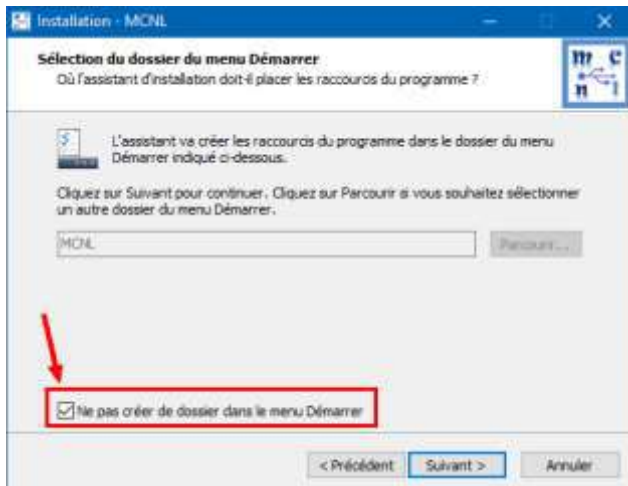 Installation - MCNL
Sélection du dossier du menu Démarrer
Où l'assistant d'installation doit-il placer les raccourcis du programme ?
m c
n l
L'assistant va créer les raccourcis du programme dans le dossier du menu
Démarrer indiqué ci-dessous.
Cliquez sur Suivant pour continuer. Cliquez sur Parcourir si vous souhaitez sélectionner
un autre dossier du menu Démarrer.
MCNL
Parcourir...
Ne pas créer de dossier dans le menu Démarrer
< Précédent
Suivant >
Annuler